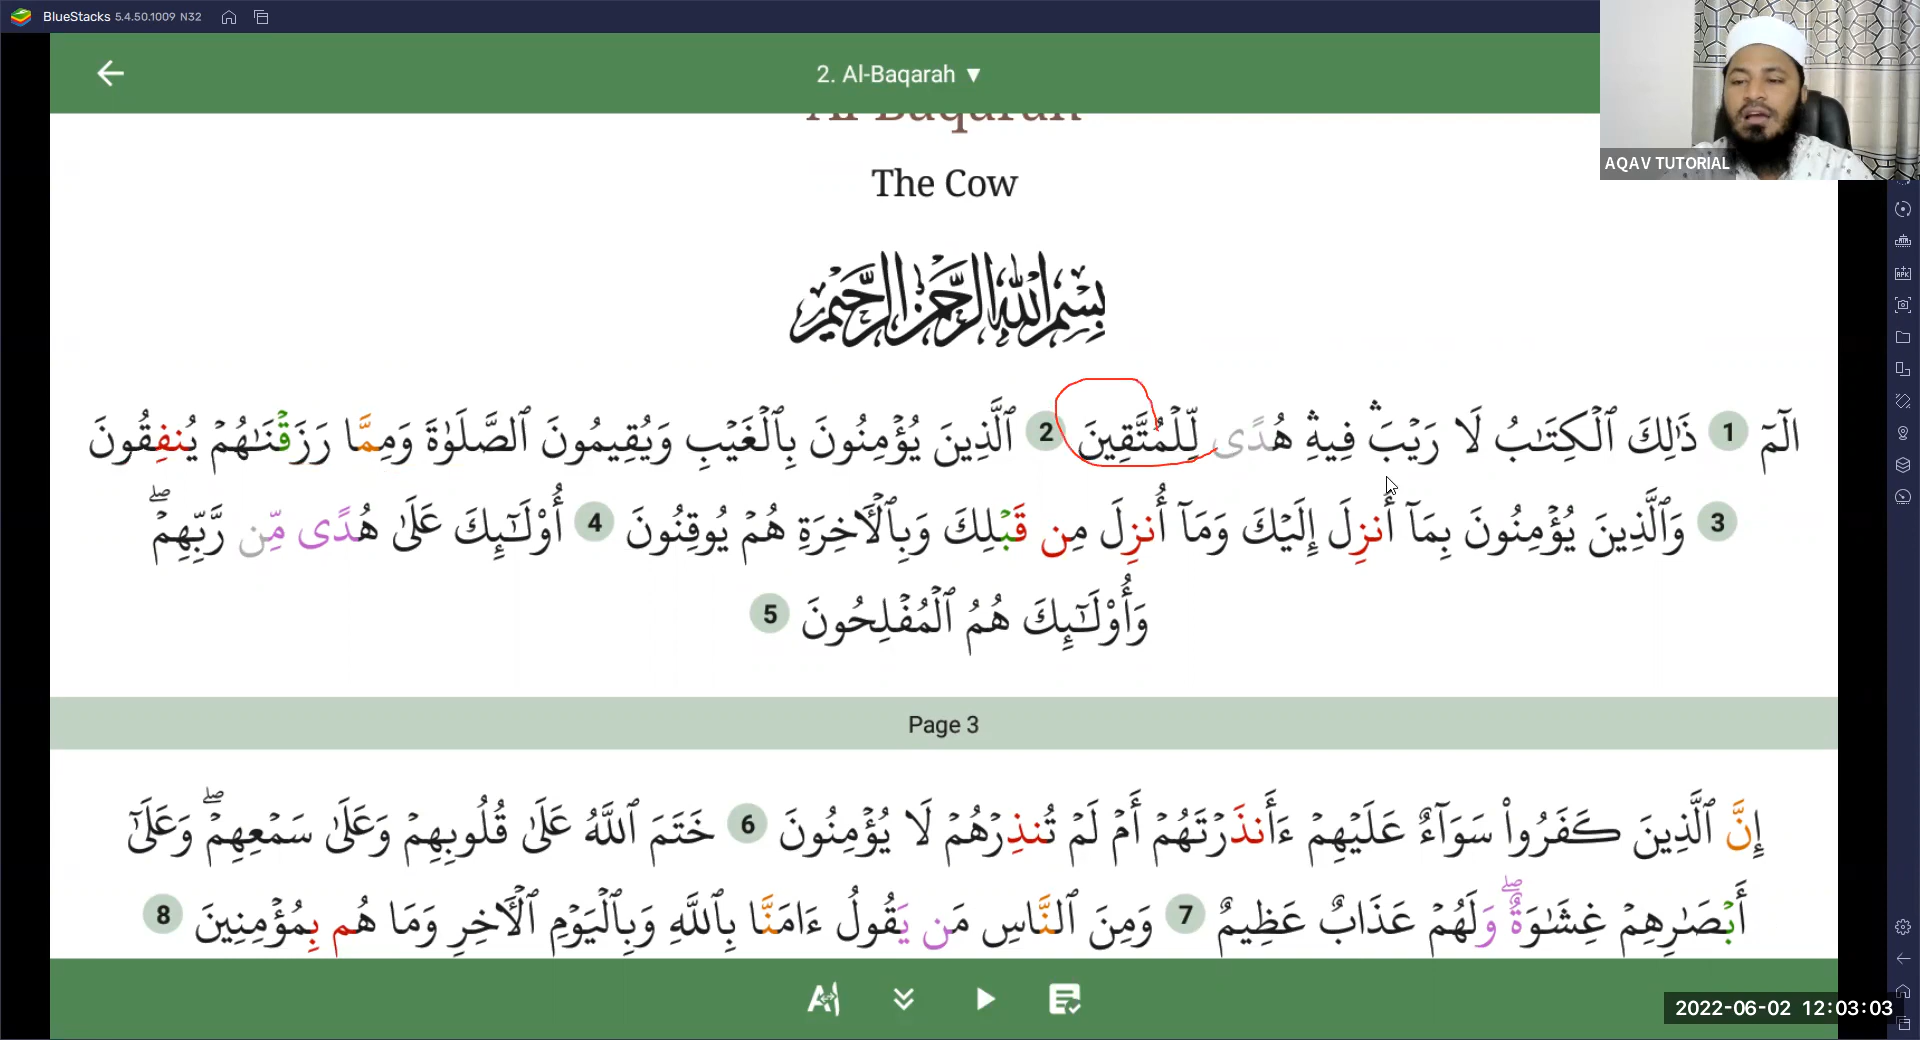 BlueStacks 5.4.50.1009 N32
2. Al-Baqarah ▼
Al-Baqarah
The Cow
بِسْمِ اللَّهِ الرَّحْمَٰنِ الرَّحِيمِ
الٓمٓ 1 ذَٰلِكَ ٱلْكِتَٰبُ لَا رَيْبَ ۛ فِيهِ ۛ هُدًى لِّلْمُتَّقِينَ 2 ٱلَّذِينَ يُؤْمِنُونَ بِٱلْغَيْبِ وَيُقِيمُونَ ٱلصَّلَوٰةَ وَمِمَّا رَزَقْنَٰهُمْ يُنفِقُونَ
3 وَٱلَّذِينَ يُؤْمِنُونَ بِمَآ أُنزِلَ إِلَيْكَ وَمَآ أُنزِلَ مِن قَبْلِكَ وَبِٱلْأَخِرَةِ هُمْ يُوقِنُونَ 4 أُوْلَٰٓئِكَ عَلَىٰ هُدًى مِّن رَّبِّهِمْ ۖ
وَأُوْلَٰٓئِكَ هُمُ ٱلْمُفْلِحُونَ 5
Page 3
إِنَّ ٱلَّذِينَ كَفَرُواْ سَوَآءٌ عَلَيْهِمْ ءَأَنذَرْتَهُمْ أَمْ لَمْ تُنذِرْهُمْ لَا يُؤْمِنُونَ 6 خَتَمَ ٱللَّهُ عَلَىٰ قُلُوبِهِمْ وَعَلَىٰ سَمْعِهِمْ ۖ وَعَلَىٰٓ
أَبْصَٰرِهِمْ غِشَٰوَةٌ ۖ وَلَهُمْ عَذَابٌ عَظِيمٌ 7 وَمِنَ ٱلنَّاسِ مَن يَقُولُ ءَامَنَّا بِٱللَّهِ وَبِٱلْيَوْمِ ٱلْأَخِرِ وَمَا هُم بِمُؤْمِنِينَ 8
AQAV TUTORIAL
2022-06-02 12:03:03